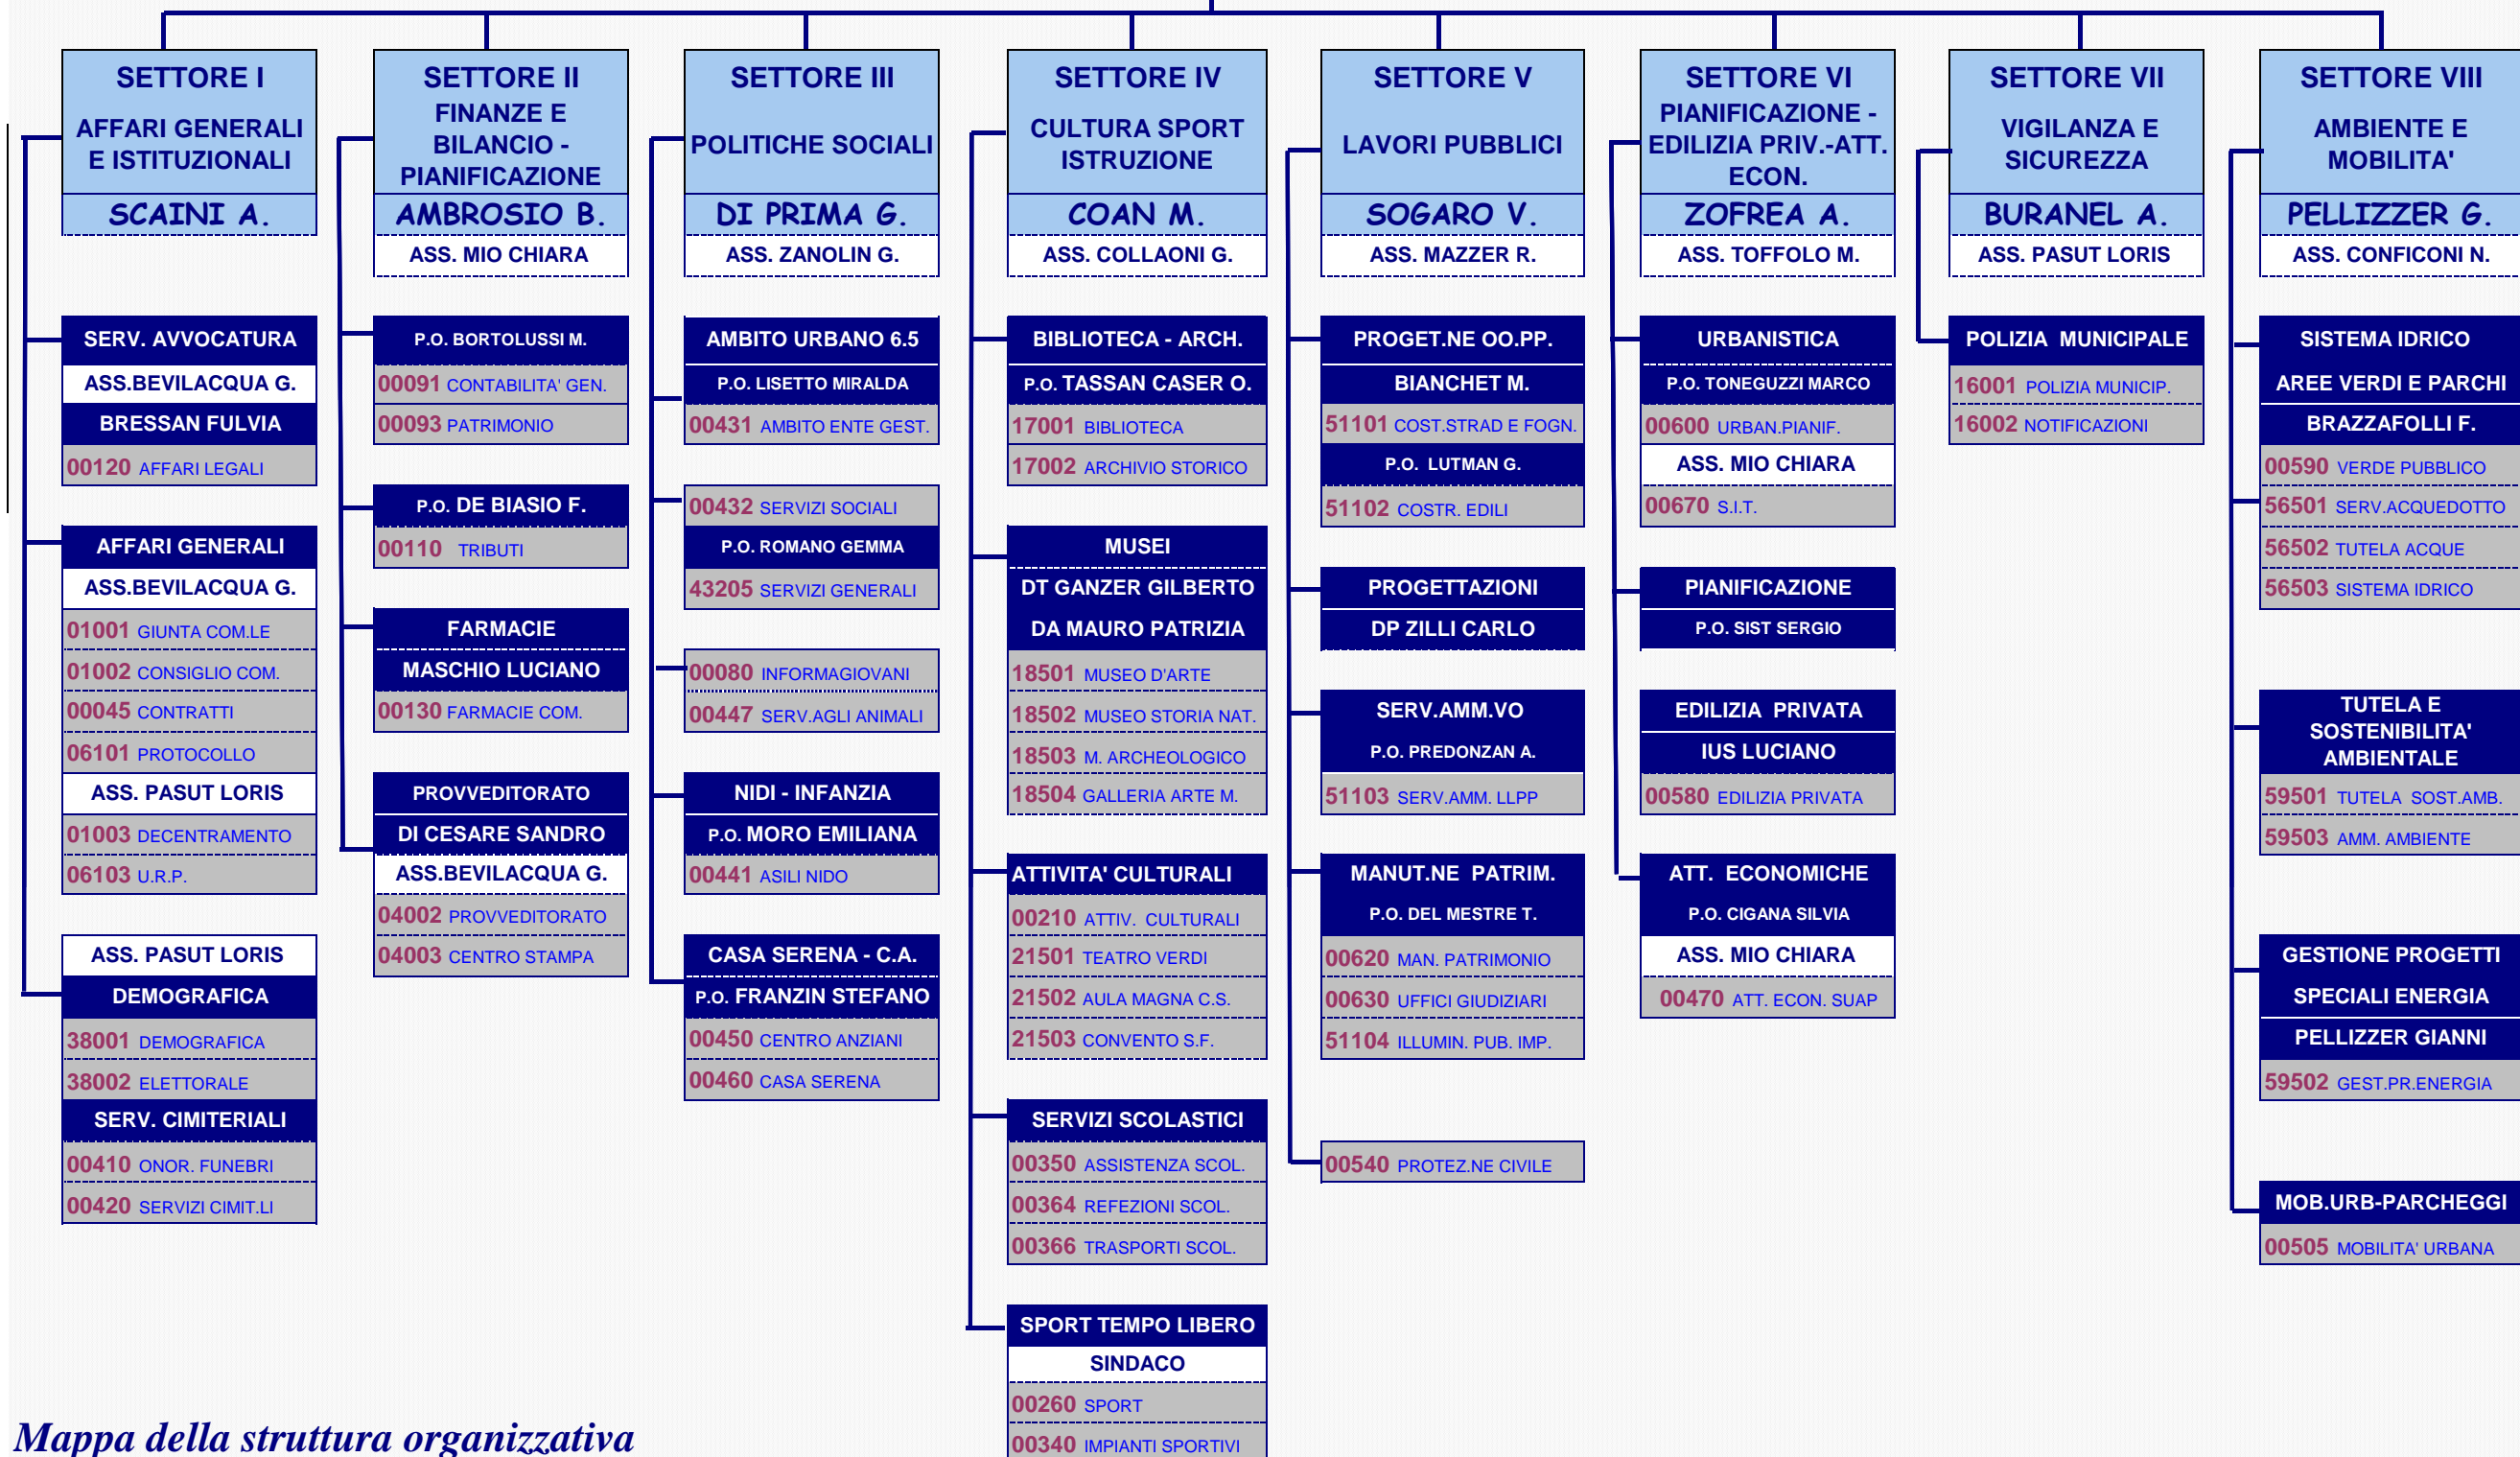 SETTORE I
AFFARI GENERALI
E ISTITUZIONALI
SCAINI A.
SERV. AVVOCATURA
ASS.BEVILACQUA G.
BRESSAN FULVIA
00120 AFFARI LEGALI
AFFARI GENERALI
ASS.BEVILACQUA G.
01001 GIUNTA COM.LE
01002 CONSIGLIO COM.
00045 CONTRATTI
06101 PROTOCOLLO
ASS. PASUT LORIS
01003 DECENTRAMENTO
06103 U.R.P.
ASS. PASUT LORIS
DEMOGRAFICA
38001 DEMOGRAFICA
38002 ELETTORALE
SERV. CIMITERIALI
00410 ONOR. FUNEBRI
00420 SERVIZI CIMIT.LI
SETTORE II
FINANZE E
BILANCIO -
PIANIFICAZIONE
AMBROSIO B.
ASS. MIO CHIARA
P.O. BORTOLUSSI M.
00091 CONTABILITA' GEN.
00093 PATRIMONIO
P.O. DE BIASIO F.
00110 TRIBUTI
FARMACIE
MASCHIO LUCIANO
00130 FARMACIE COM.
PROVVEDITORATO
DI CESARE SANDRO
ASS.BEVILACQUA G.
04002 PROVVEDITORATO
04003 CENTRO STAMPA
SETTORE III
POLITICHE SOCIALI
DI PRIMA G.
ASS. ZANOLIN G.
AMBITO URBANO 6.5
P.O. LISETTO MIRALDA
00431 AMBITO ENTE GEST.
00432 SERVIZI SOCIALI
P.O. ROMANO GEMMA
43205 SERVIZI GENERALI
00080 INFORMAGIOVANI
00447 SERV.AGLI ANIMALI
NIDI - INFANZIA
P.O. MORO EMILIANA
00441 ASILI NIDO
CASA SERENA - C.A.
P.O. FRANZIN STEFANO
00450 CENTRO ANZIANI
00460 CASA SERENA
SETTORE IV
CULTURA SPORT
ISTRUZIONE
COAN M.
ASS. COLLAONI G.
BIBLIOTECA - ARCH.
P.O. TASSAN CASER O.
17001 BIBLIOTECA
17002 ARCHIVIO STORICO
MUSEI
DT GANZER GILBERTO
DA MAURO PATRIZIA
18501 MUSEO D'ARTE
18502 MUSEO STORIA NAT.
18503 M. ARCHEOLOGICO
18504 GALLERIA ARTE M.
ATTIVITA' CULTURALI
00210 ATTIV. CULTURALI
21501 TEATRO VERDI
21502 AULA MAGNA C.S.
21503 CONVENTO S.F.
SERVIZI SCOLASTICI
00350 ASSISTENZA SCOL.
00364 REFEZIONI SCOL.
00366 TRASPORTI SCOL.
SPORT TEMPO LIBERO
SINDACO
00260 SPORT
00340 IMPIANTI SPORTIVI
SETTORE V
LAVORI PUBBLICI
SOGARO V.
ASS. MAZZER R.
PROGET.NE OO.PP.
BIANCHET M.
51101 COST.STRAD E FOGN.
P.O. LUTMAN G.
51102 COSTR. EDILI
PROGETTAZIONI
DP ZILLI CARLO
SERV.AMM.VO
P.O. PREDONZAN A.
51103 SERV.AMM. LLPP
MANUT.NE PATRIM.
P.O. DEL MESTRE T.
00620 MAN. PATRIMONIO
00630 UFFICI GIUDIZIARI
51104 ILLUMIN. PUB. IMP.
00540 PROTEZ.NE CIVILE
SETTORE VI
PIANIFICAZIONE -
EDILIZIA PRIV.-ATT.
ECON.
ZOFREA A.
ASS. TOFFOLO M.
URBANISTICA
P.O. TONEGUZZI MARCO
00600 URBAN.PIANIF.
ASS. MIO CHIARA
00670 S.I.T.
PIANIFICAZIONE
P.O. SIST SERGIO
EDILIZIA PRIVATA
IUS LUCIANO
00580 EDILIZIA PRIVATA
ATT. ECONOMICHE
P.O. CIGANA SILVIA
ASS. MIO CHIARA
00470 ATT. ECON. SUAP
SETTORE VII
VIGILANZA E
SICUREZZA
BURANEL A.
ASS. PASUT LORIS
POLIZIA MUNICIPALE
16001 POLIZIA MUNICIP.
16002 NOTIFICAZIONI
SETTORE VIII
AMBIENTE E
MOBILITA'
PELLIZZER G.
ASS. CONFICONI N.
SISTEMA IDRICO
AREE VERDI E PARCHI
BRAZZAFOLLI F.
00590 VERDE PUBBLICO
56501 SERV.ACQUEDOTTO
56502 TUTELA ACQUE
56503 SISTEMA IDRICO
TUTELA E
SOSTENIBILITA'
AMBIENTALE
59501 TUTELA SOST.AMB.
59503 AMM. AMBIENTE
GESTIONE PROGETTI
SPECIALI ENERGIA
PELLIZZER GIANNI
59502 GEST.PR.ENERGIA
MOB.URB-PARCHEGGI
00505 MOBILITA' URBANA
Mappa della struttura organizzativa